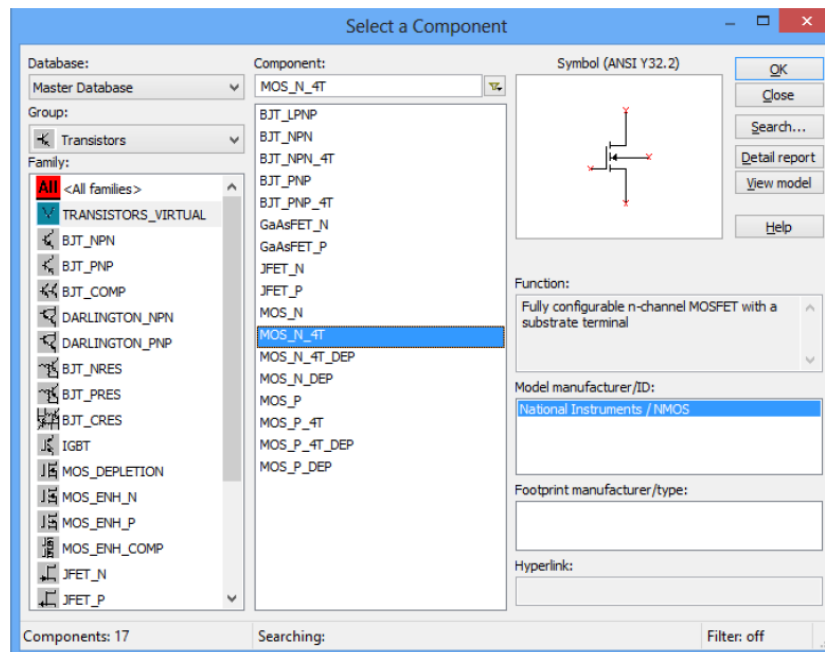 Select a Component
Database:
Master Database
Group:
Transistors
Family:
All <All families>
TRANSISTORS_VIRTUAL
BJT_NPN
BJT_PNP
BJT_COMP
DARLINGTON_NPN
DARLINGTON_PNP
BJT_NRES
BJT_PRES
BJT_CRES
IGBT
MOS_DEPLETION
MOS_ENH_N
MOS_ENH_P
MOS_ENH_COMP
JFET_N
JFET_P
Component:
MOS_N_4T
BJT_LPNP
BJT_NPN
BJT_NPN_4T
BJT_PNP
BJT_PNP_4T
GaAsFET_N
GaAsFET_P
JFET_N
JFET_P
MOS_N
MOS_N_4T
MOS_N_4T_DEP
MOS_N_DEP
MOS_P
MOS_P_4T
MOS_P_4T_DEP
MOS_P_DEP
Symbol (ANSI Y32.2)
Function:
Fully configurable n-channel MOSFET with a
substrate terminal
Model manufacturer/ID:
National Instruments / NMOS
Footprint manufacturer/type:
Hyperlink:
OK
Close
Search...
Detail report
View model
Help
Components: 17
Searching:
Filter: off